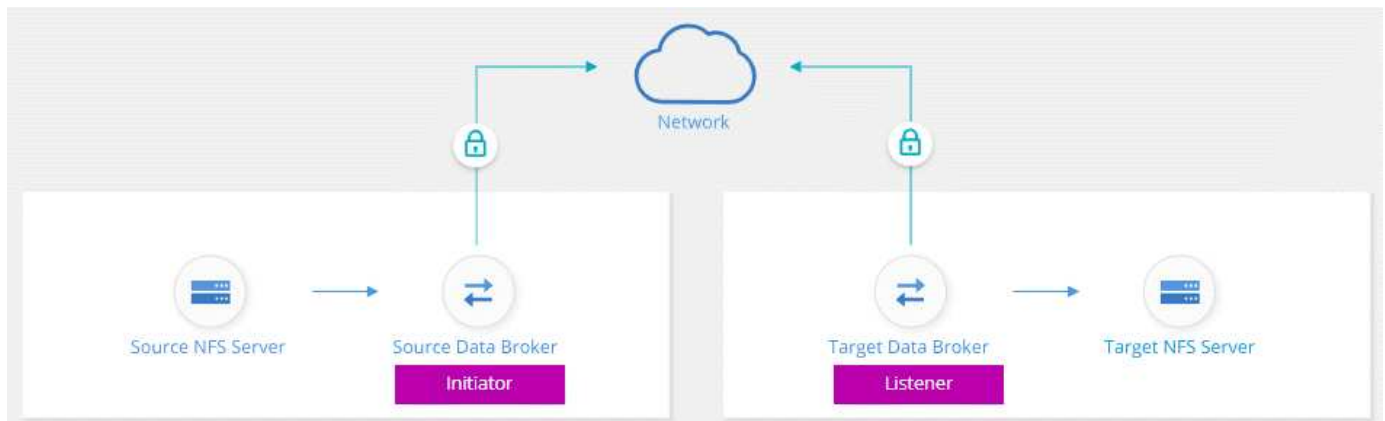 Network
Source NFS Server
Source Data Broker
Target Data Broker
Target NFS Server
Initiator
Listener